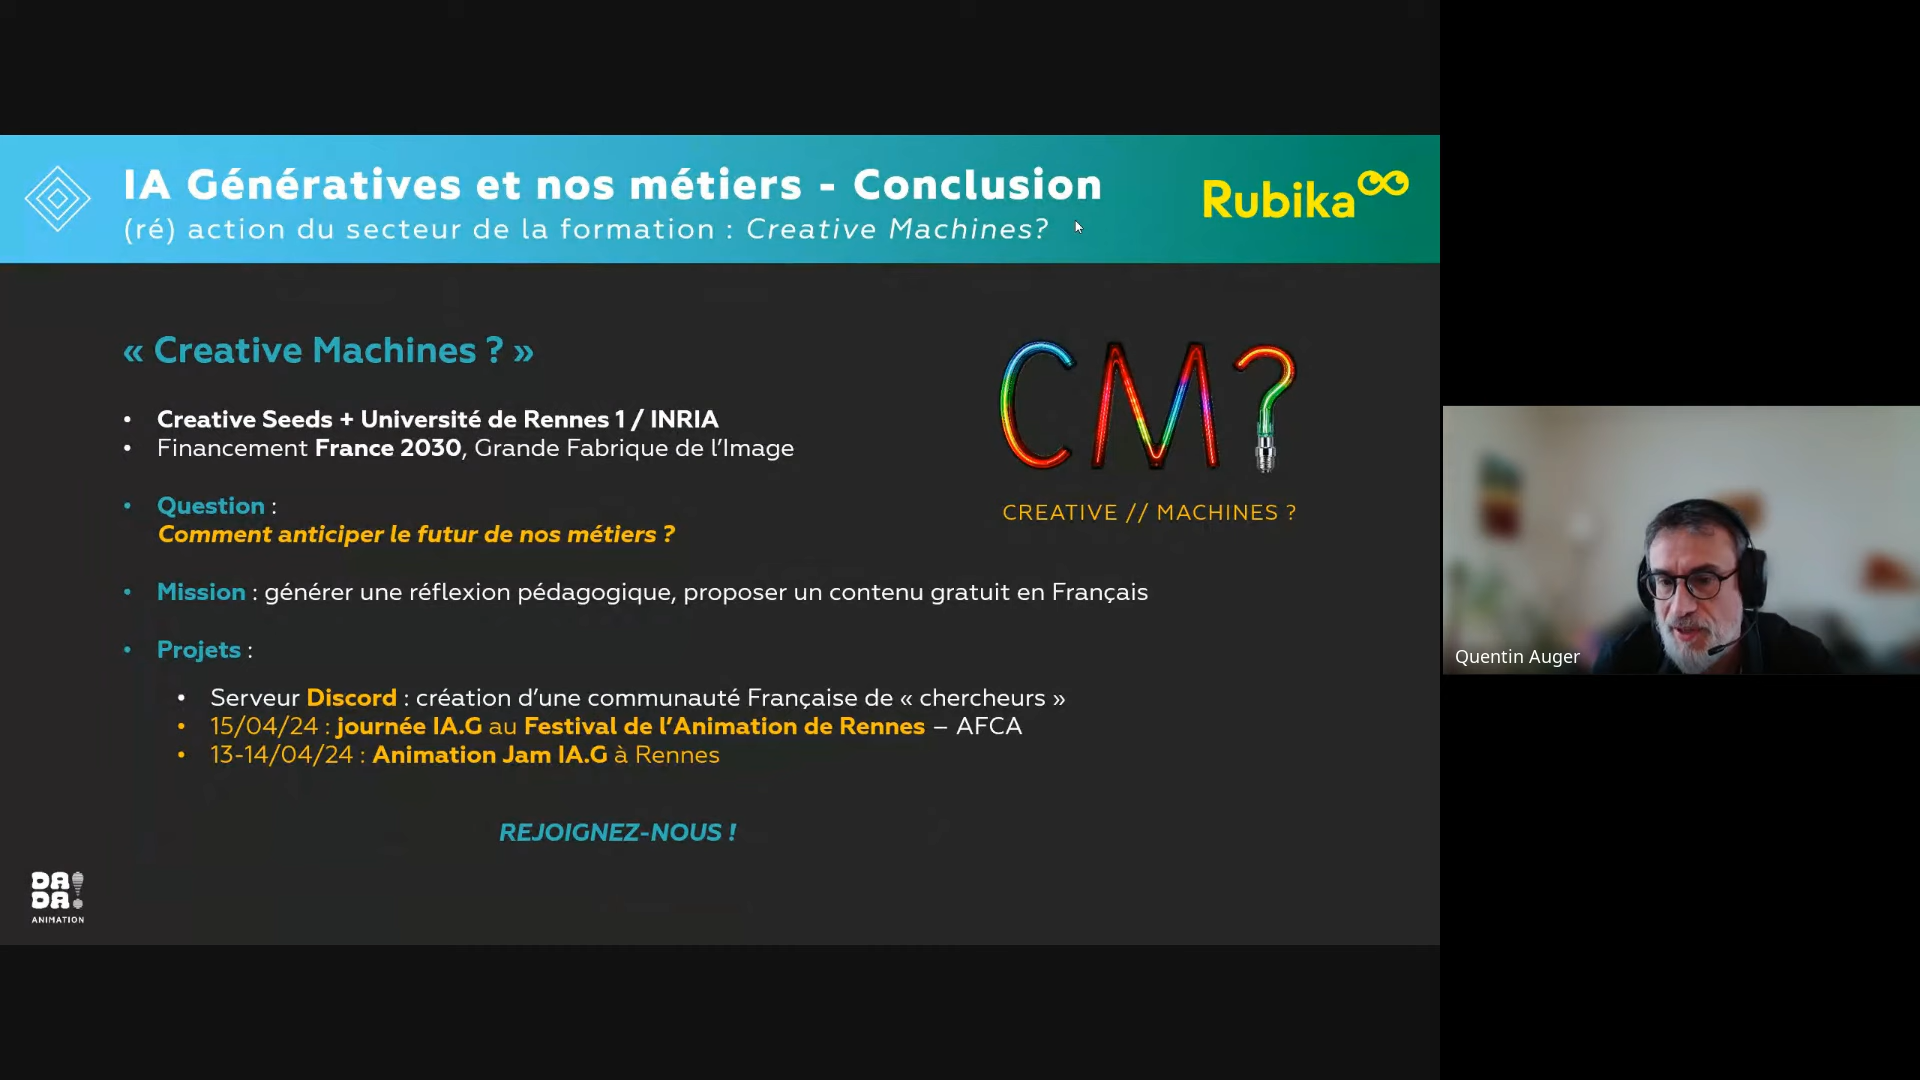 IA Génératives et nos métiers - Conclusion
(ré) action du secteur de la formation : Creative Machines?
Rubika
« Creative Machines ? »
• Creative Seeds + Université de Rennes 1 / INRIA
• Financement France 2030, Grande Fabrique de l’Image
• Question :
Comment anticiper le futur de nos métiers ?
• Mission : générer une réflexion pédagogique, proposer un contenu gratuit en Français
• Projets :
• Serveur Discord : création d’une communauté Française de « chercheurs »
• 15/04/24 : journée IA.G au Festival de l’Animation de Rennes – AFCA
• 13-14/04/24 : Animation Jam IA.G à Rennes
REJOIGNEZ-NOUS !
CM?
CREATIVE // MACHINES ?
DA
DA!
ANIMATION
Quentin Auger